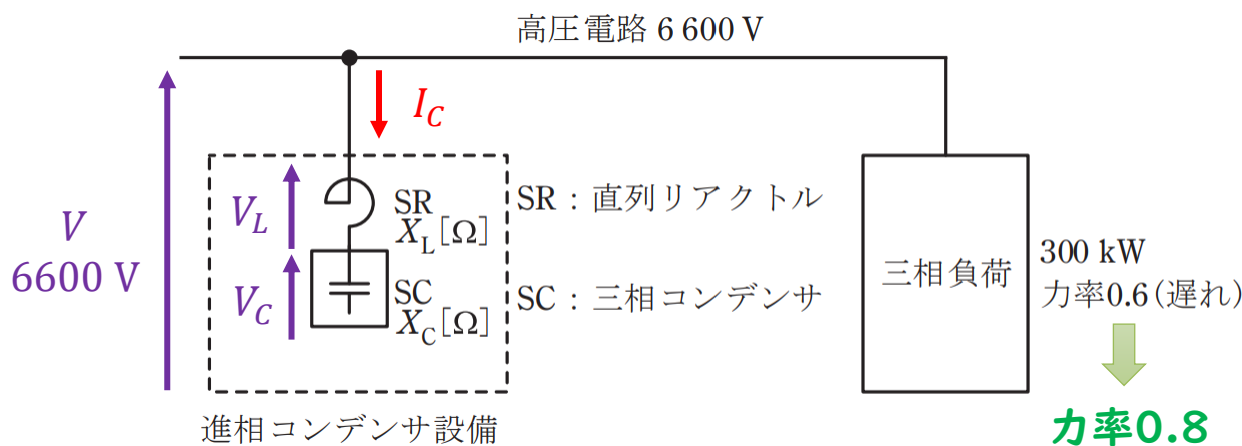 高圧電路 6 600 V
I_C
V
6600 V
V_L
V_C
SR
X_L[Ω]
SC
X_C[Ω]
SR：直列リアクトル
SC：三相コンデンサ
進相コンデンサ設備
三相負荷
300 kW
力率0.6(遅れ)
力率0.8